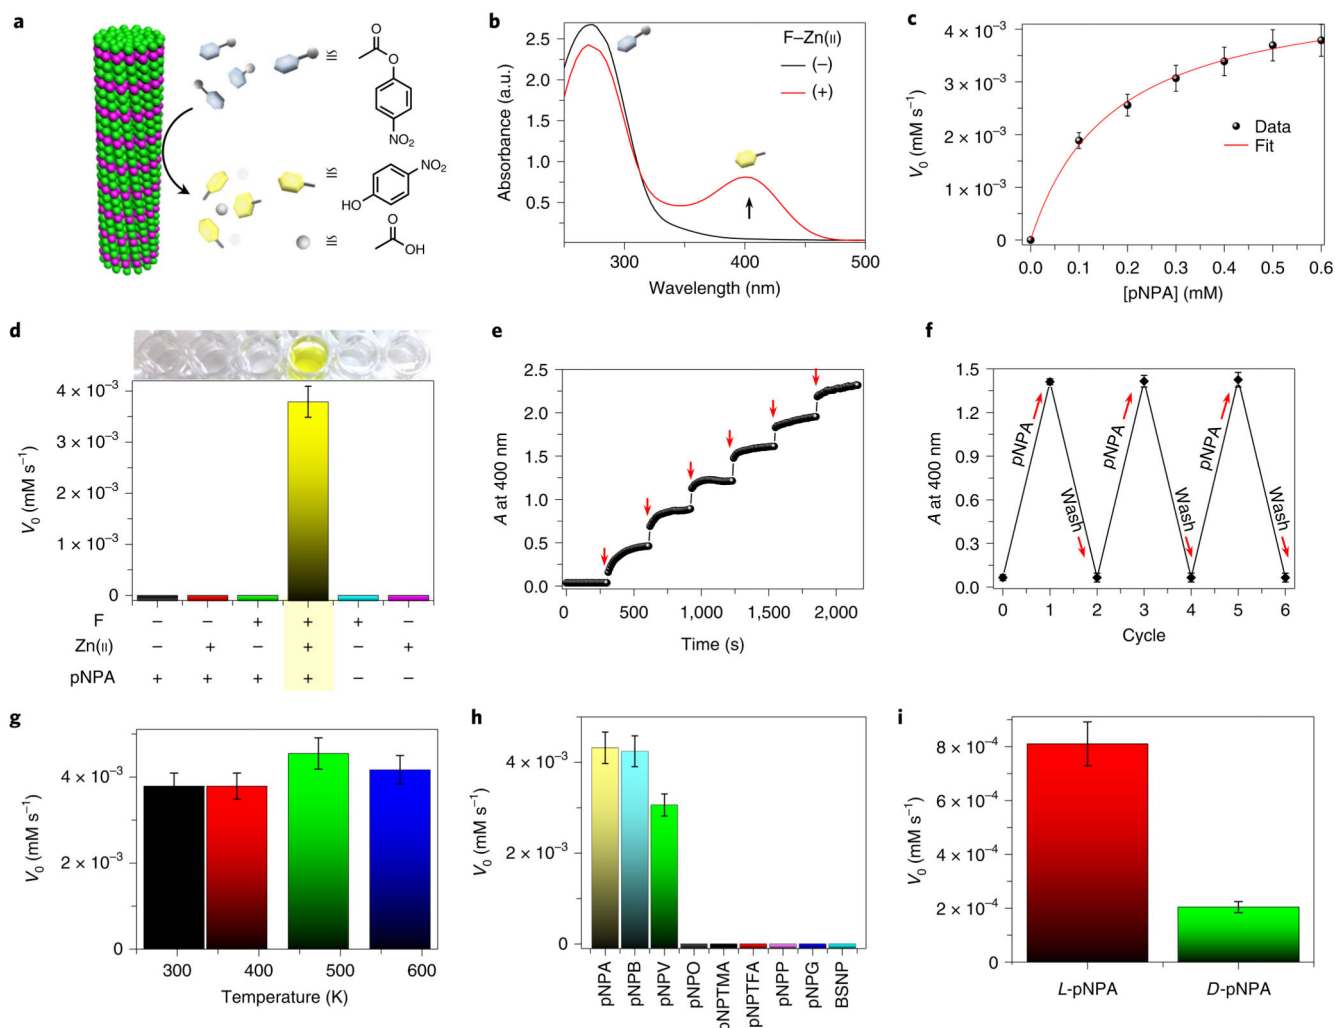 a
O
O
NO₂
NO₂
HO
O
OH
b
F–Zn(II)
(–)
(+)
2.5
2.0
1.5
1.0
0.5
Absorbance (a.u.)
300
400
500
Wavelength (nm)
c
4 × 10⁻³
3 × 10⁻³
2 × 10⁻³
1 × 10⁻³
0
V₀ (mM s⁻¹)
Data
Fit
0.0 0.1 0.2 0.3 0.4 0.5 0.6
[pNPA] (mM)
d
4 × 10⁻³
3 × 10⁻³
2 × 10⁻³
1 × 10⁻³
0
V₀ (mM s⁻¹)
F – – + + + –
Zn(II) – + – + – +
pNPA + + + + – –
e
2.5
2.0
1.5
1.0
0.5
0.0
A at 400 nm
0 500 1,000 1,500 2,000
Time (s)
f
1.5
1.2
0.9
0.6
0.3
0.0
A at 400 nm
pNPA
Wash
pNPA
Wash
pNPA
Wash
0 1 2 3 4 5 6
Cycle
g
4 × 10⁻³
2 × 10⁻³
0
V₀ (mM s⁻¹)
300 400 500 600
Temperature (K)
h
4 × 10⁻³
2 × 10⁻³
0
V₀ (mM s⁻¹)
pNPA
pNPB
pNPV
pNPO
pNPTMA
pNPTFA
pNPP
pNPG
BSNP
i
8 × 10⁻⁴
6 × 10⁻⁴
4 × 10⁻⁴
2 × 10⁻⁴
0
V₀ (mM s⁻¹)
L-pNPA D-pNPA